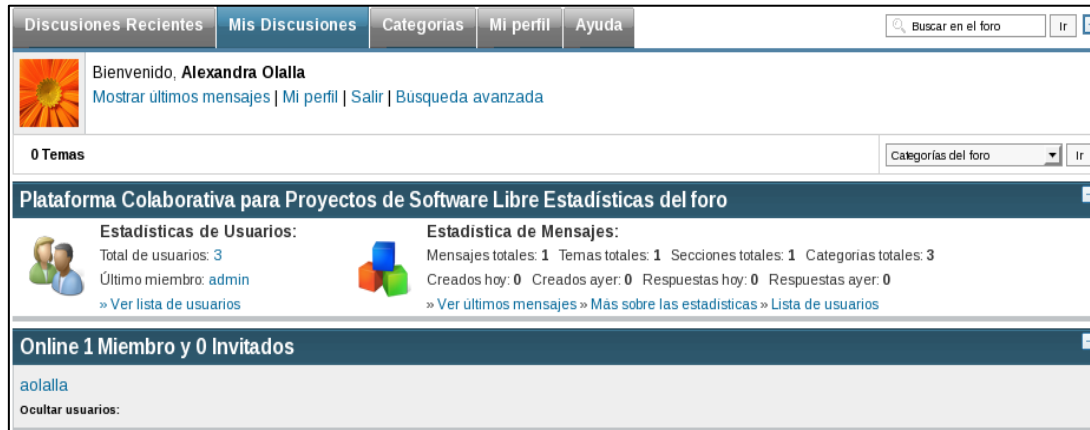 Discusiones Recientes Mis Discusiones Categorías Mi perfil Ayuda Buscar en el foro Ir
Bienvenido, Alexandra Olalla
Mostrar últimos mensajes | Mi perfil | Salir | Búsqueda avanzada
0 Temas Categorías del foro Ir
Plataforma Colaborativa para Proyectos de Software Libre Estadísticas del foro
Estadísticas de Usuarios: Estadística de Mensajes:
Total de usuarios: 3 Mensajes totales: 1 Temas totales: 1 Secciones totales: 1 Categorías totales: 3
Último miembro: admin Creados hoy: 0 Creados ayer: 0 Respuestas hoy: 0 Respuestas ayer: 0
» Ver lista de usuarios » Ver últimos mensajes » Más sobre las estadísticas » Lista de usuarios
Online 1 Miembro y 0 Invitados
aolalla
Ocultar usuarios: